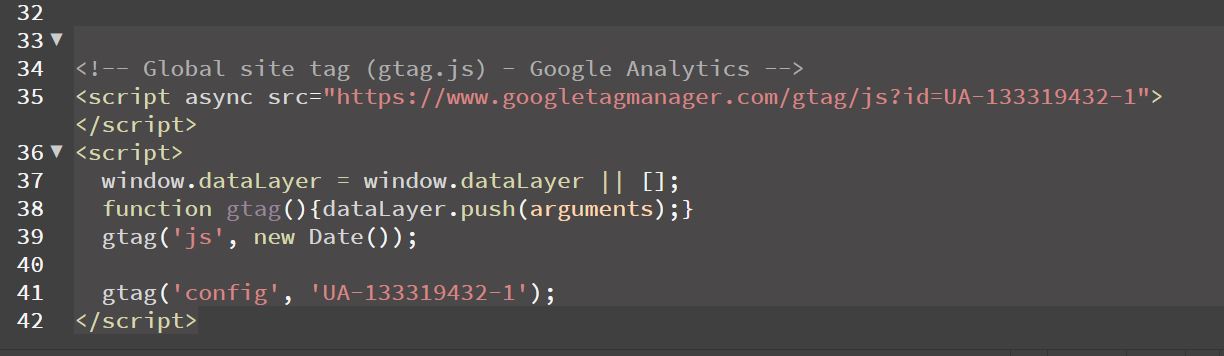 32
33 ▼
34 <!-- Global site tag (gtag.js) - Google Analytics -->
35 <script async src="https://www.googletagmanager.com/gtag/js?id=UA-133319432-1">
</script>
36 ▼ <script>
37   window.dataLayer = window.dataLayer || [];
38   function gtag(){dataLayer.push(arguments);}
39   gtag('js', new Date());
40
41   gtag('config', 'UA-133319432-1');
42 </script>